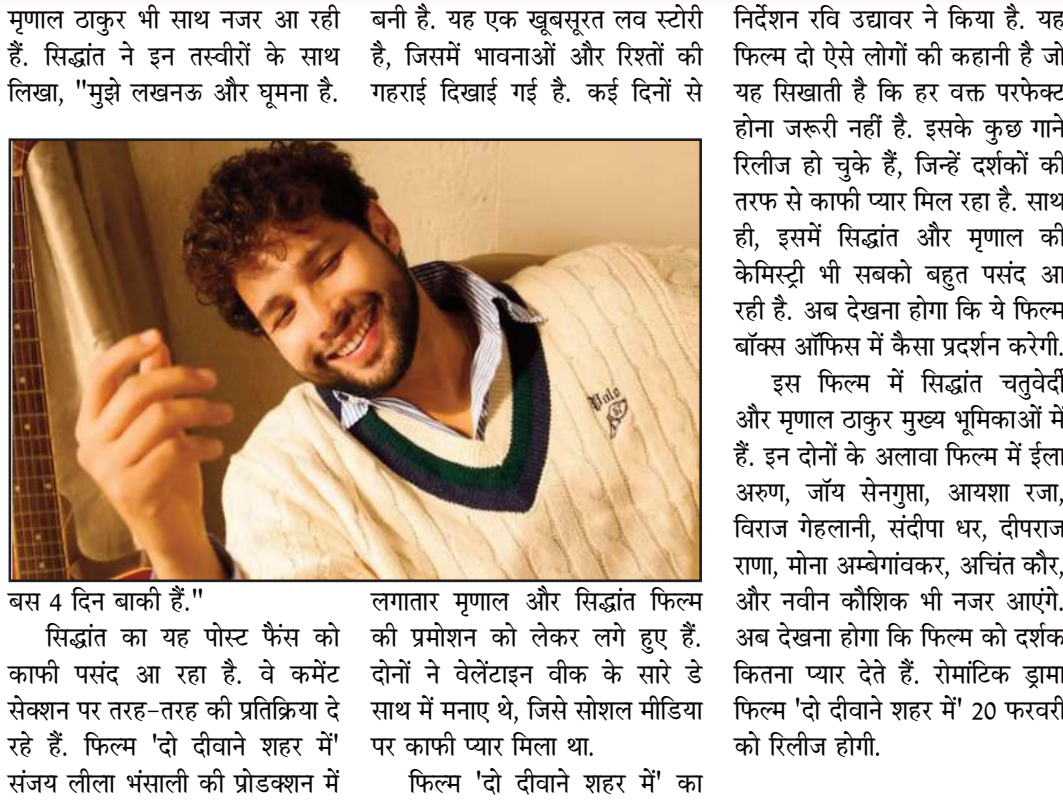 मृणाल ठाकुर भी साथ नजर आ रही
हैं. सिद्धांत ने इन तस्वीरों के साथ
लिखा, "मुझे लखनऊ और घूमना है.
बस 4 दिन बाकी हैं."
सिद्धांत का यह पोस्ट फैंस को
काफी पसंद आ रहा है. वे कमेंट
सेक्शन पर तरह-तरह की प्रतिक्रिया दे
रहे हैं. फिल्म 'दो दीवाने शहर में'
संजय लीला भंसाली की प्रोडक्शन में
बनी है. यह एक खूबसूरत लव स्टोरी
है, जिसमें भावनाओं और रिश्तों की
गहराई दिखाई गई है. कई दिनों से
लगातार मृणाल और सिद्धांत फिल्म
की प्रमोशन को लेकर लगे हुए हैं.
दोनों ने वेलेंटाइन वीक के सारे डे
साथ में मनाए थे, जिसे सोशल मीडिया
पर काफी प्यार मिला था.
फिल्म 'दो दीवाने शहर में' का
निर्देशन रवि उद्यावर ने किया है. यह
फिल्म दो ऐसे लोगों की कहानी है जो
यह सिखाती है कि हर वक्त परफेक्ट
होना जरूरी नहीं है. इसके कुछ गाने
रिलीज हो चुके हैं, जिन्हें दर्शकों की
तरफ से काफी प्यार मिल रहा है. साथ
ही, इसमें सिद्धांत और मृणाल की
केमिस्ट्री भी सबको बहुत पसंद आ
रही है. अब देखना होगा कि ये फिल्म
बॉक्स ऑफिस में कैसा प्रदर्शन करेगी.
इस फिल्म में सिद्धांत चतुवेर्दी
और मृणाल ठाकुर मुख्य भूमिकाओं में
हैं. इन दोनों के अलावा फिल्म में ईला
अरुण, जॉय सेनगुप्ता, आयशा रजा,
विराज गेहलानी, संदीपा धर, दीपराज
राणा, मोना अम्बेगांवकर, अचिंत कौर,
और नवीन कौशिक भी नजर आएंगे.
अब देखना होगा कि फिल्म को दर्शक
कितना प्यार देते हैं. रोमांटिक ड्रामा
फिल्म 'दो दीवाने शहर में' 20 फरवरी
को रिलीज होगी.
Polo